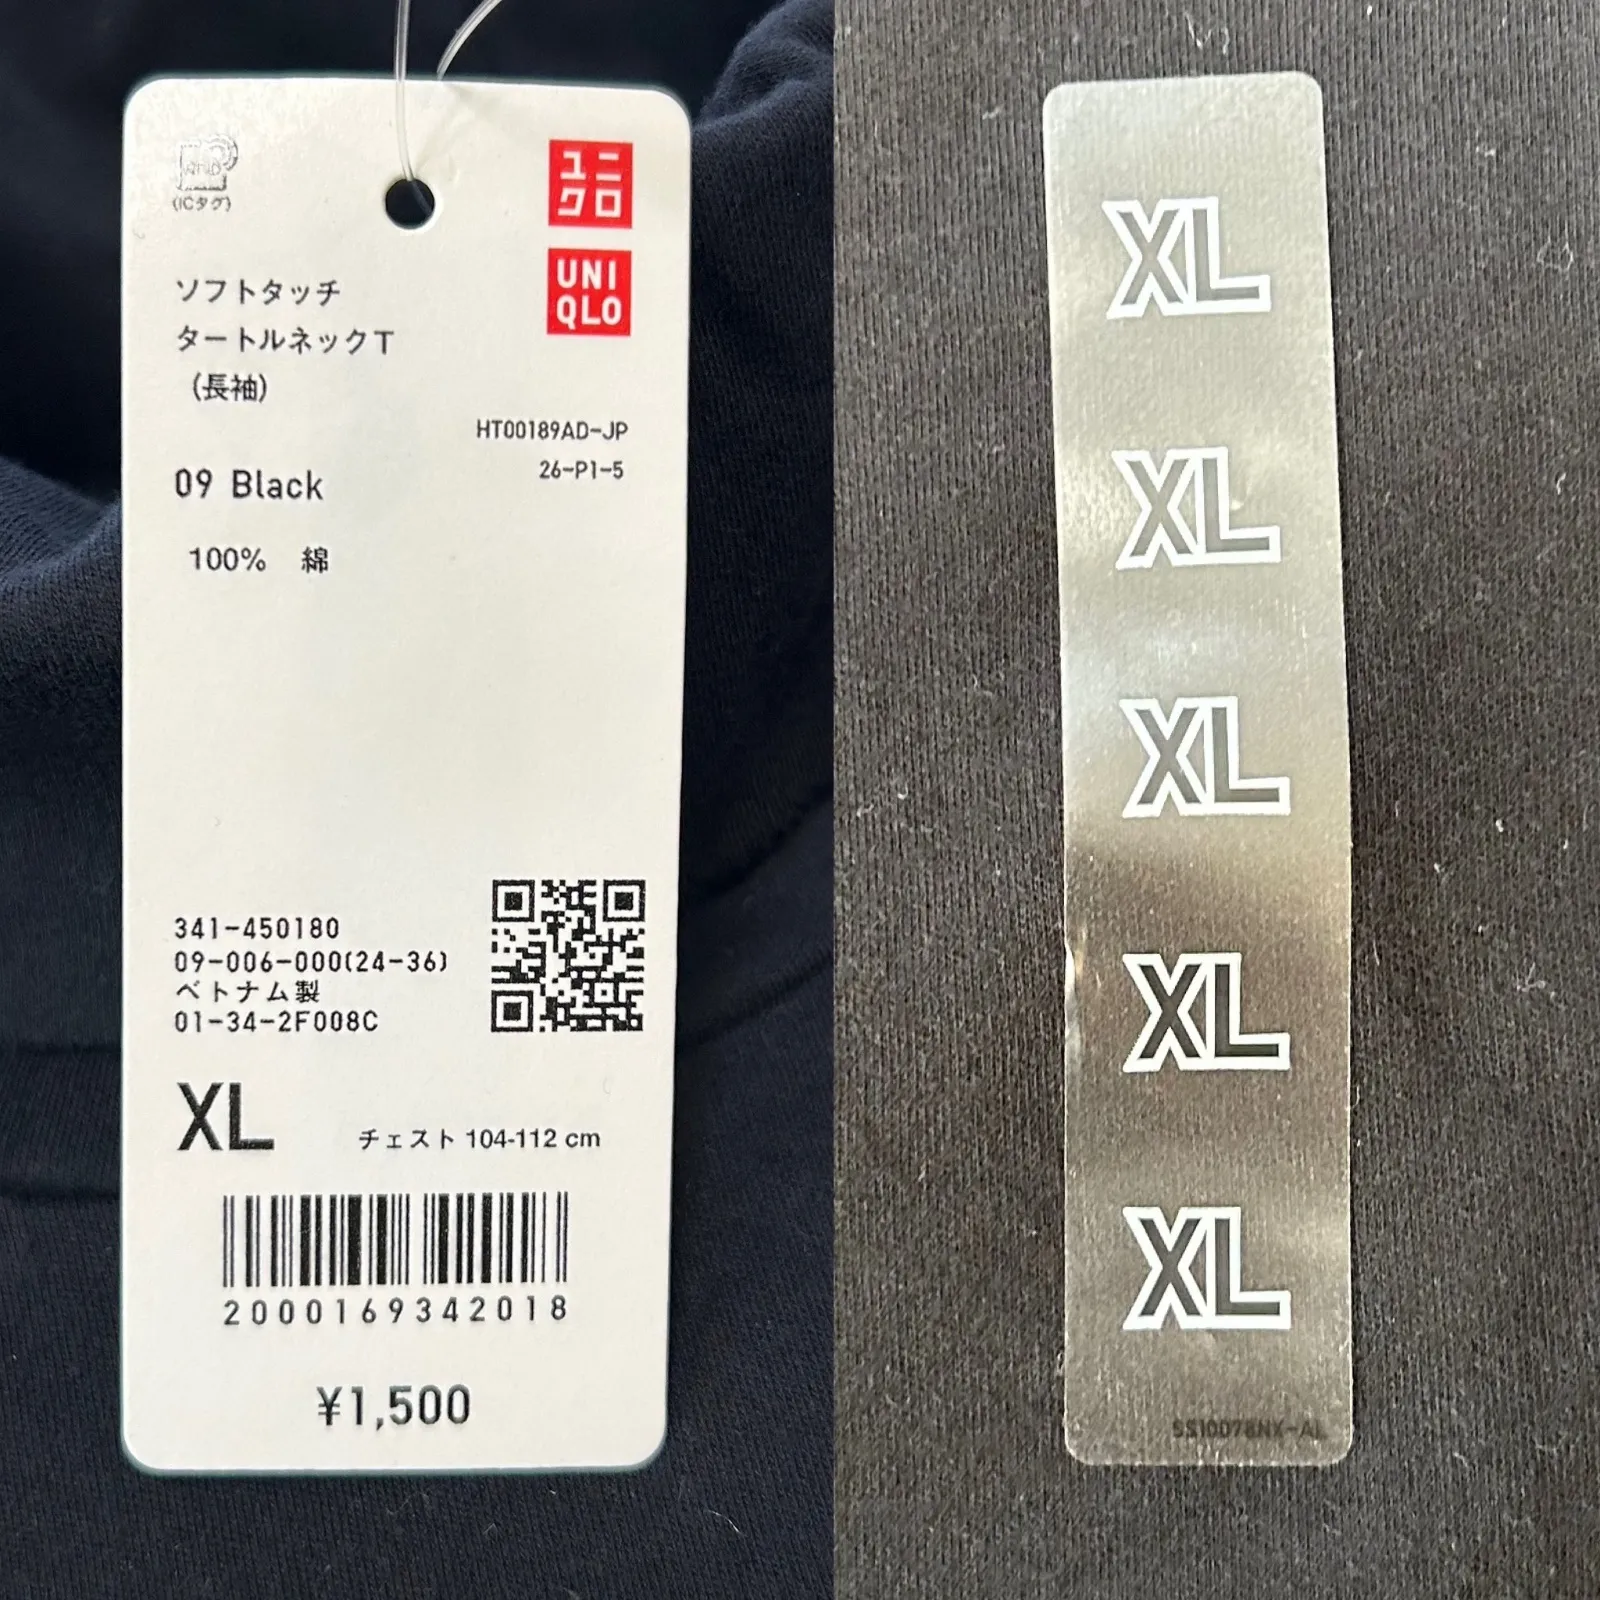 (ICタグ)
ユニ
クロ
UNI
QLO
ソフトタッチ
タートルネックT
(長袖)
HT00189AD-JP
26-P1-5
09 Black
100% 綿
341-450180
09-006-000(24-36)
ベトナム製
01-34-2F008C
XL
チェスト 104-112 cm
2000169342018
¥1,500
XL
XL
XL
XL
XL
SS10078NX-AL